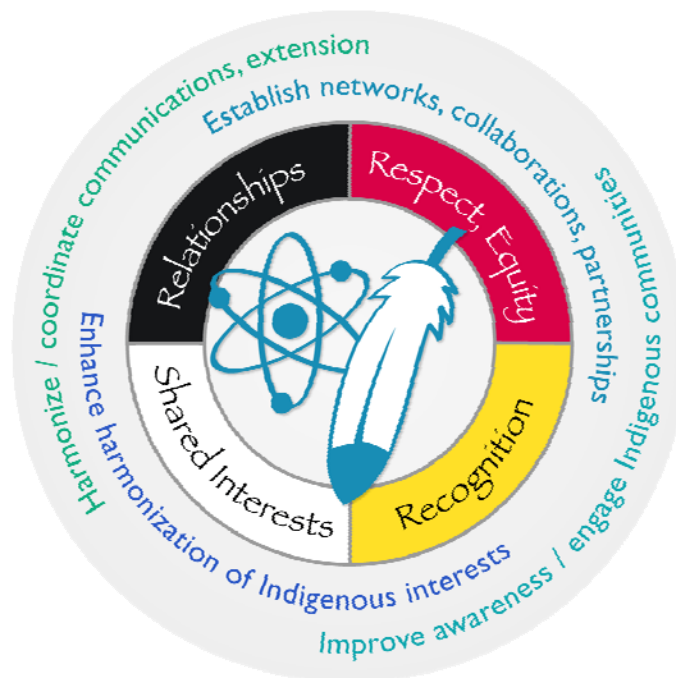 Harmonize / coordinate communications, extension
Establish networks, collaborations, partnerships
Improve awareness / engage Indigenous communities
Enhance harmonization of Indigenous interests
Relationships
Respect, Equity
Shared Interests
Recognition